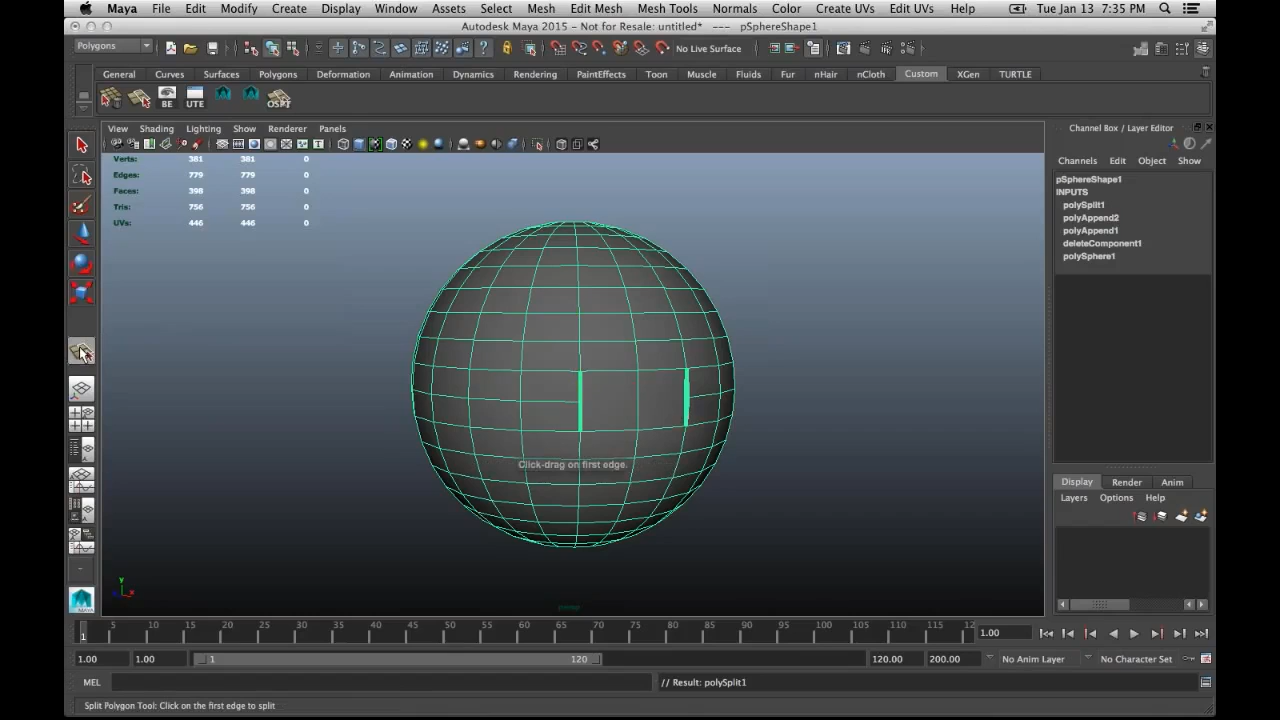 Maya File Edit Modify Create Display Window Assets Select Mesh Edit Mesh Mesh Tools Normals Color Create UVs Edit UVs Help Tue Jan 13 7:35 PM
Autodesk Maya 2015 - Not for Resale: untitled* --- pSphereShape1
Polygons No Live Surface
General Curves Surfaces Polygons Deformation Animation Dynamics Rendering PaintEffects Toon Muscle Fluids Fur nHair nCloth Custom XGen TURTLE
BE UTE OSPT
View Shading Lighting Show Renderer Panels
Channel Box / Layer Editor
Channels Edit Object Show
Verts: 381 381 0
Edges: 779 779 0
Faces: 398 398 0
Tris: 756 756 0
UVs: 446 446 0
pSphereShape1
INPUTS
polySplit1
polyAppend2
polyAppend1
deleteComponent1
polySphere1
Click-drag on first edge.
Display Render Anim
Layers Options Help
y
x
persp
MAYA
1 5 10 15 20 25 30 35 40 45 50 55 60 65 70 75 80 85 90 95 100 105 110 115 12 1.00
1.00 1.00 1 120 120.00 200.00 No Anim Layer No Character Set
MEL // Result: polySplit1
Split Polygon Tool: Click on the first edge to split